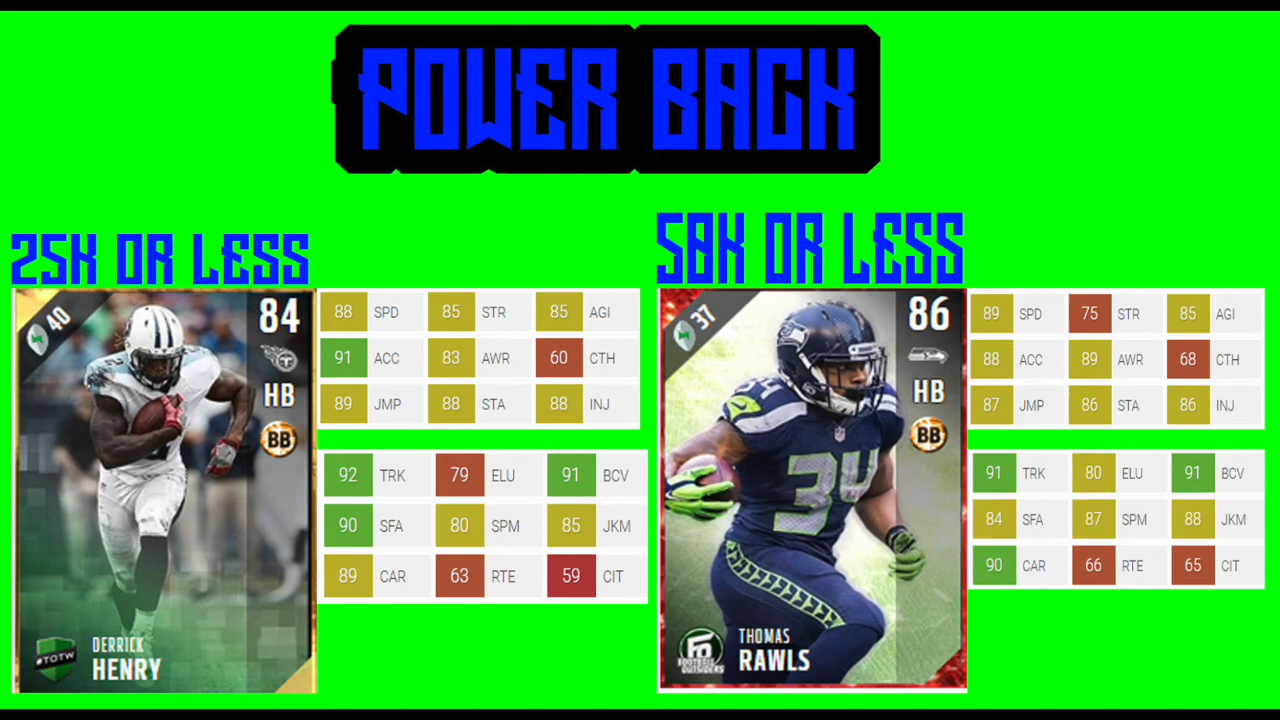 POWER BACK
25K OR LESS
50K OR LESS
40
84
HB
BB
#TOTW
DERRICK
HENRY
88 SPD 85 STR 85 AGI
91 ACC 83 AWR 60 CTH
89 JMP 88 STA 88 INJ
92 TRK 79 ELU 91 BCV
90 SFA 80 SPM 85 JKM
89 CAR 63 RTE 59 CIT
37
86
HB
BB
34
FO
FOOTBALL
OUTSIDERS
THOMAS
RAWLS
89 SPD 75 STR 85 AGI
88 ACC 89 AWR 68 CTH
87 JMP 86 STA 86 INJ
91 TRK 80 ELU 91 BCV
84 SFA 87 SPM 88 JKM
90 CAR 66 RTE 65 CIT